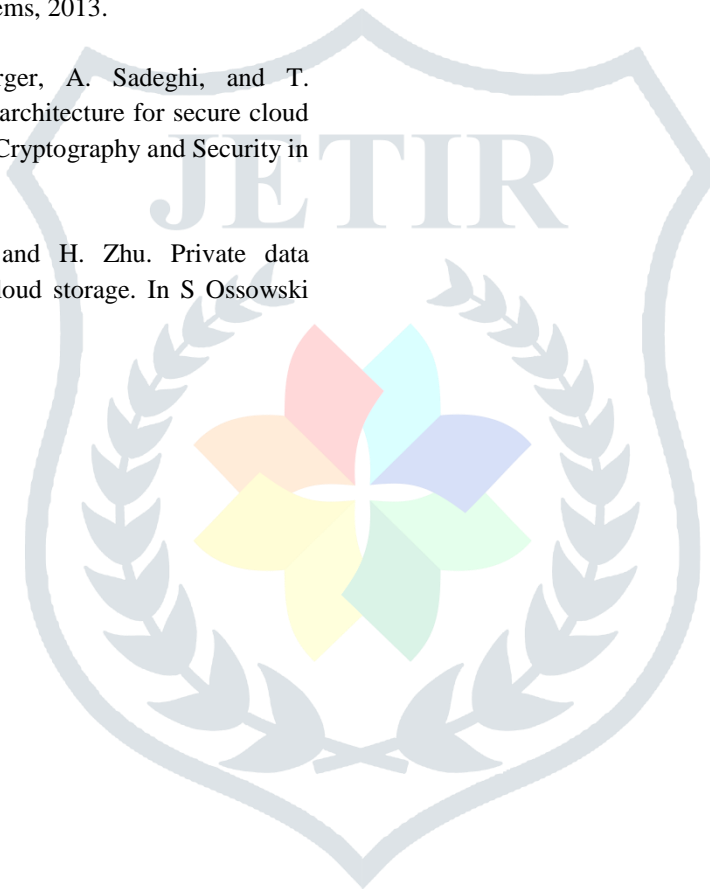 ems, 2013.
rger, A. Sadeghi, and T.
architecture for secure cloud
Cryptography and Security in
JETIR
and H. Zhu. Private data
loud storage. In S Ossowski